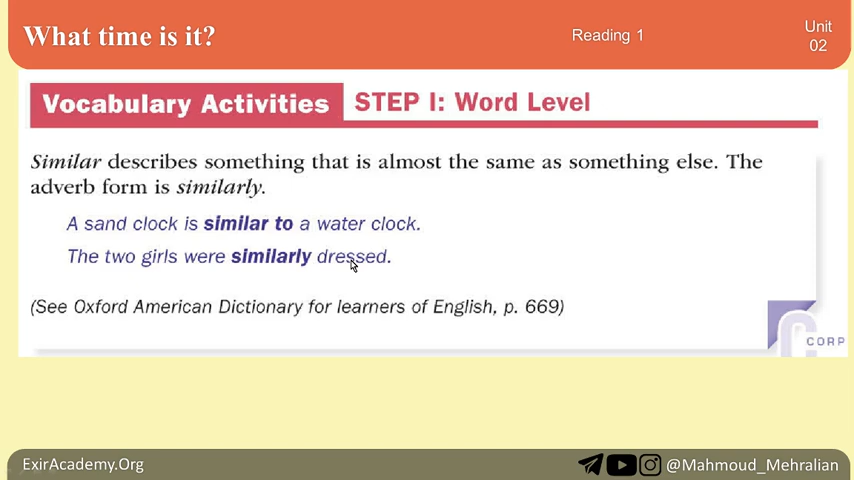 What time is it?
Reading 1
Unit
02
Vocabulary Activities STEP I: Word Level
Similar describes something that is almost the same as something else. The
adverb form is similarly.
A sand clock is similar to a water clock.
The two girls were similarly dressed.
(See Oxford American Dictionary for learners of English, p. 669)
CORP
ExirAcademy.Org
@Mahmoud_Mehralian